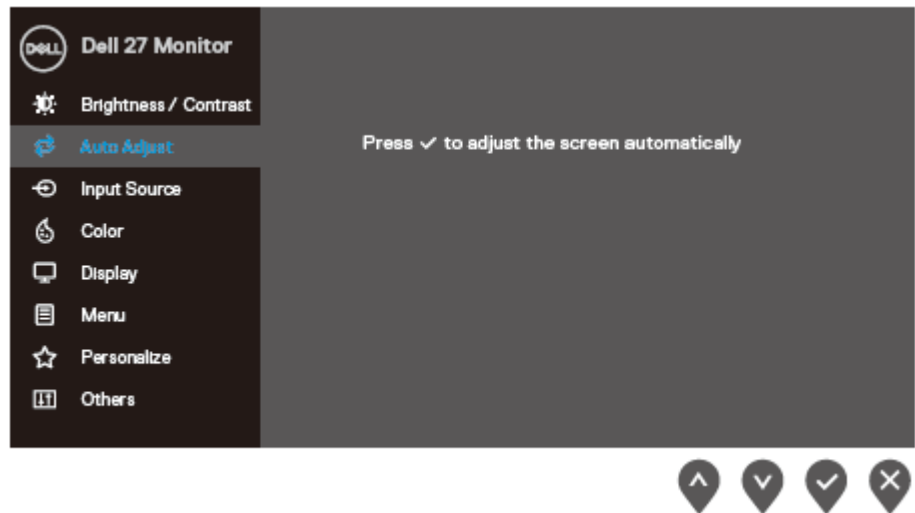 DELL Dell 27 Monitor
Brightness / Contrast
Auto Adjust
Press ✓ to adjust the screen automatically
Input Source
Color
Display
Menu
Personalize
Others